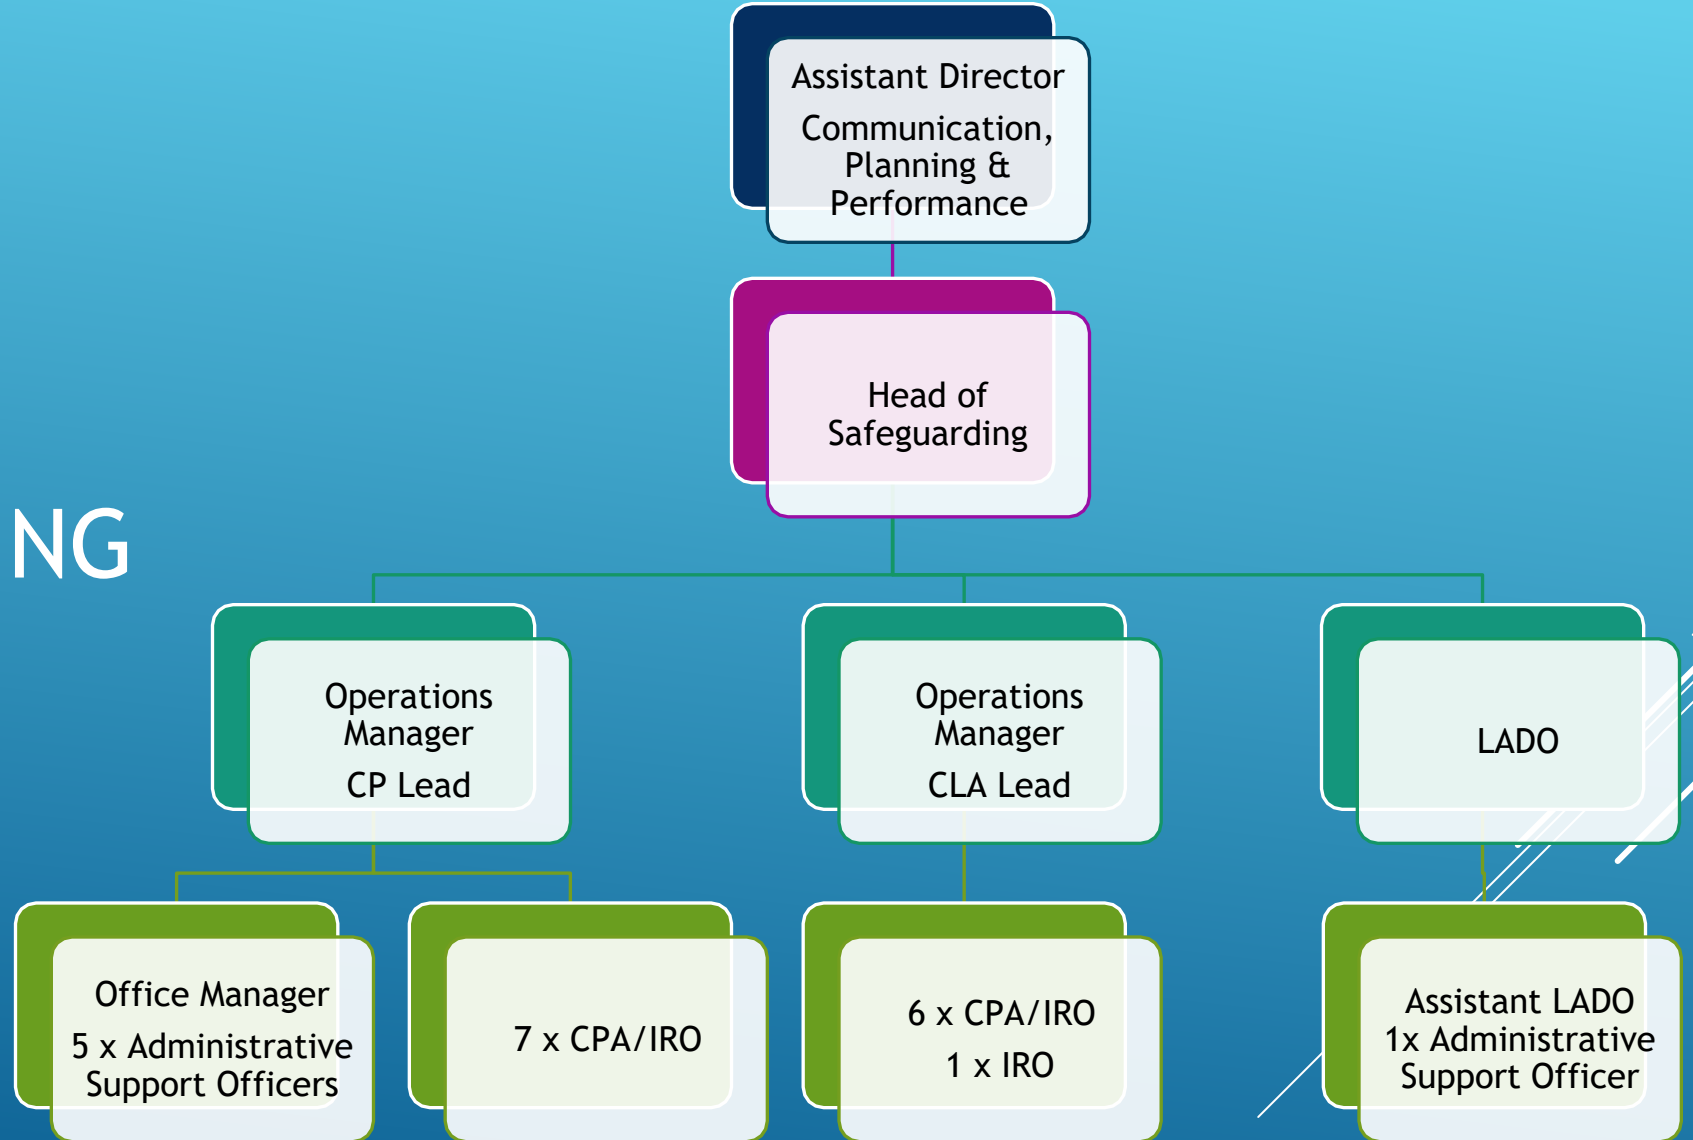 Assistant Director
Communication,
Planning &
Performance
Head of
Safeguarding
NG
Operations
Manager
CP Lead
Operations
Manager
CLA Lead
LADO
Office Manager
5 x Administrative
Support Officers
7 x CPA/IRO
6 x CPA/IRO
1 x IRO
Assistant LADO
1x Administrative
Support Officer